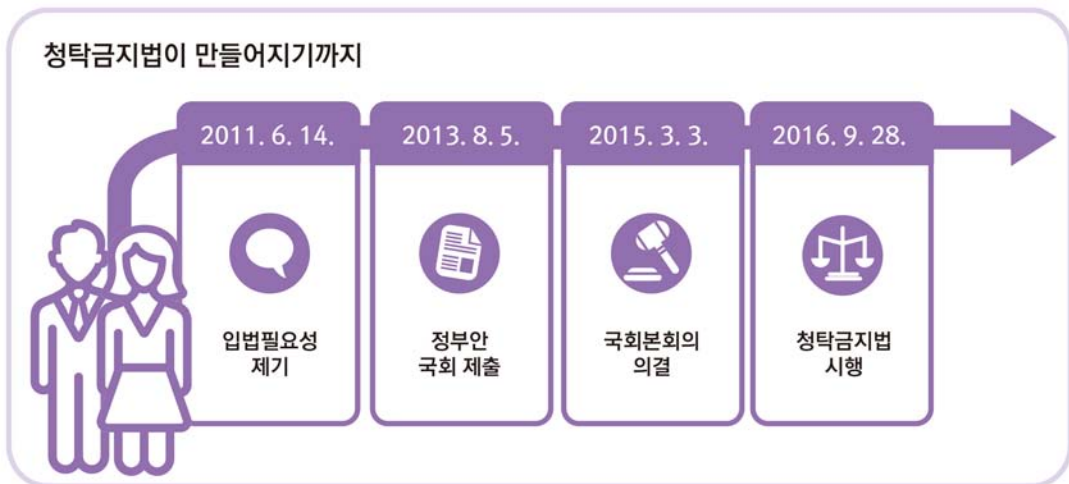 청탁금지법이 만들어지기까지
2011. 6. 14.
입법필요성
제기
2013. 8. 5.
정부안
국회 제출
2015. 3. 3.
국회본회의
의결
2016. 9. 28.
청탁금지법
시행